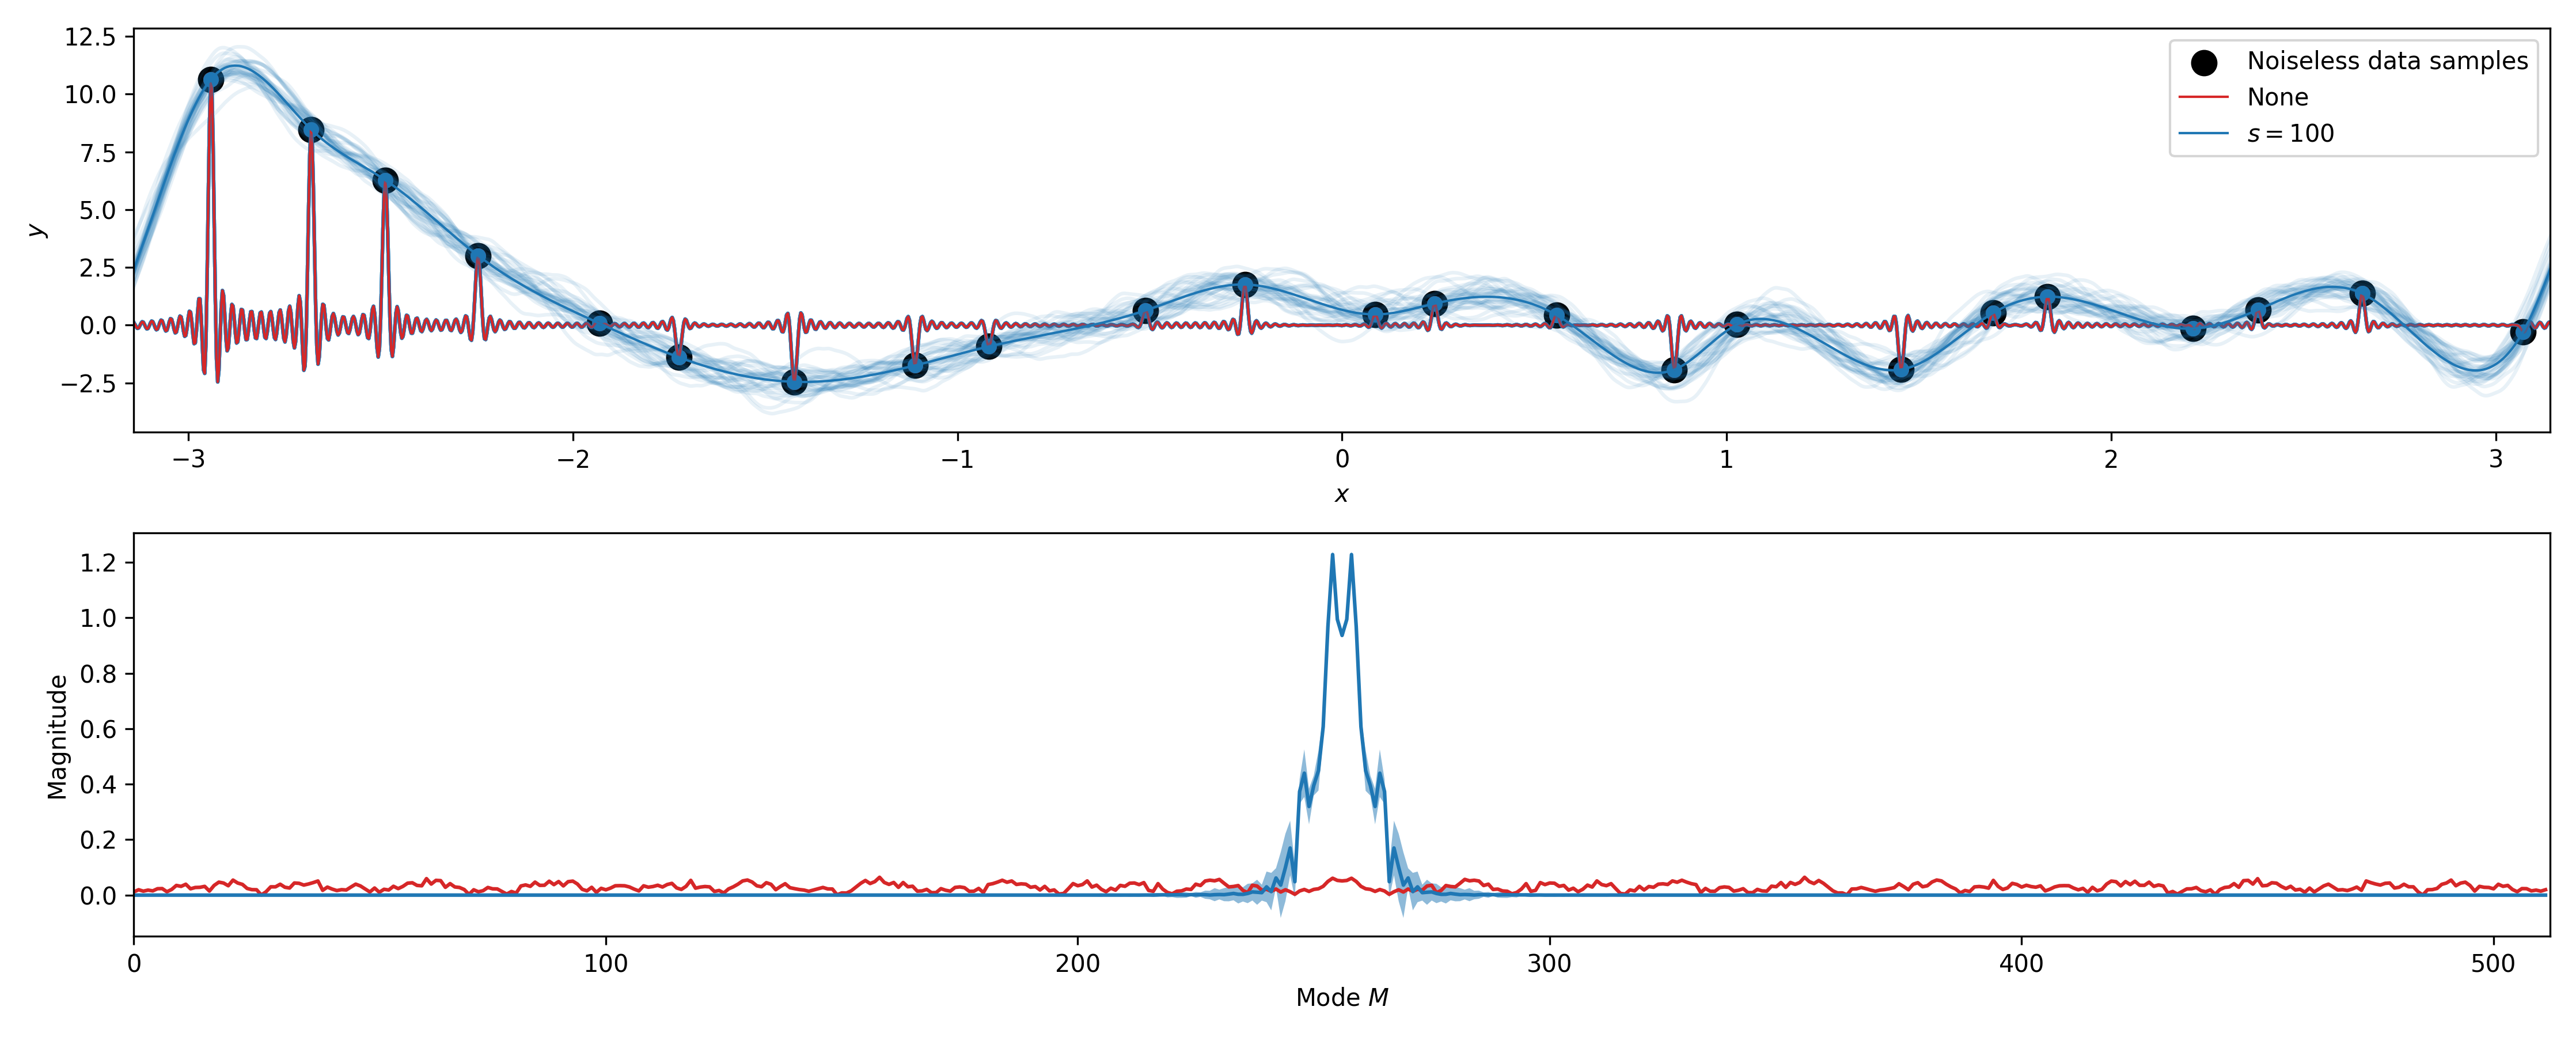 12.5
10.0
7.5
5.0
2.5
0.0
−2.5
y
Noiseless data samples
None
s = 100
−3 −2 −1 0 1 2 3
x
1.2
1.0
0.8
0.6
0.4
0.2
0.0
Magnitude
0 100 200 300 400 500
Mode M